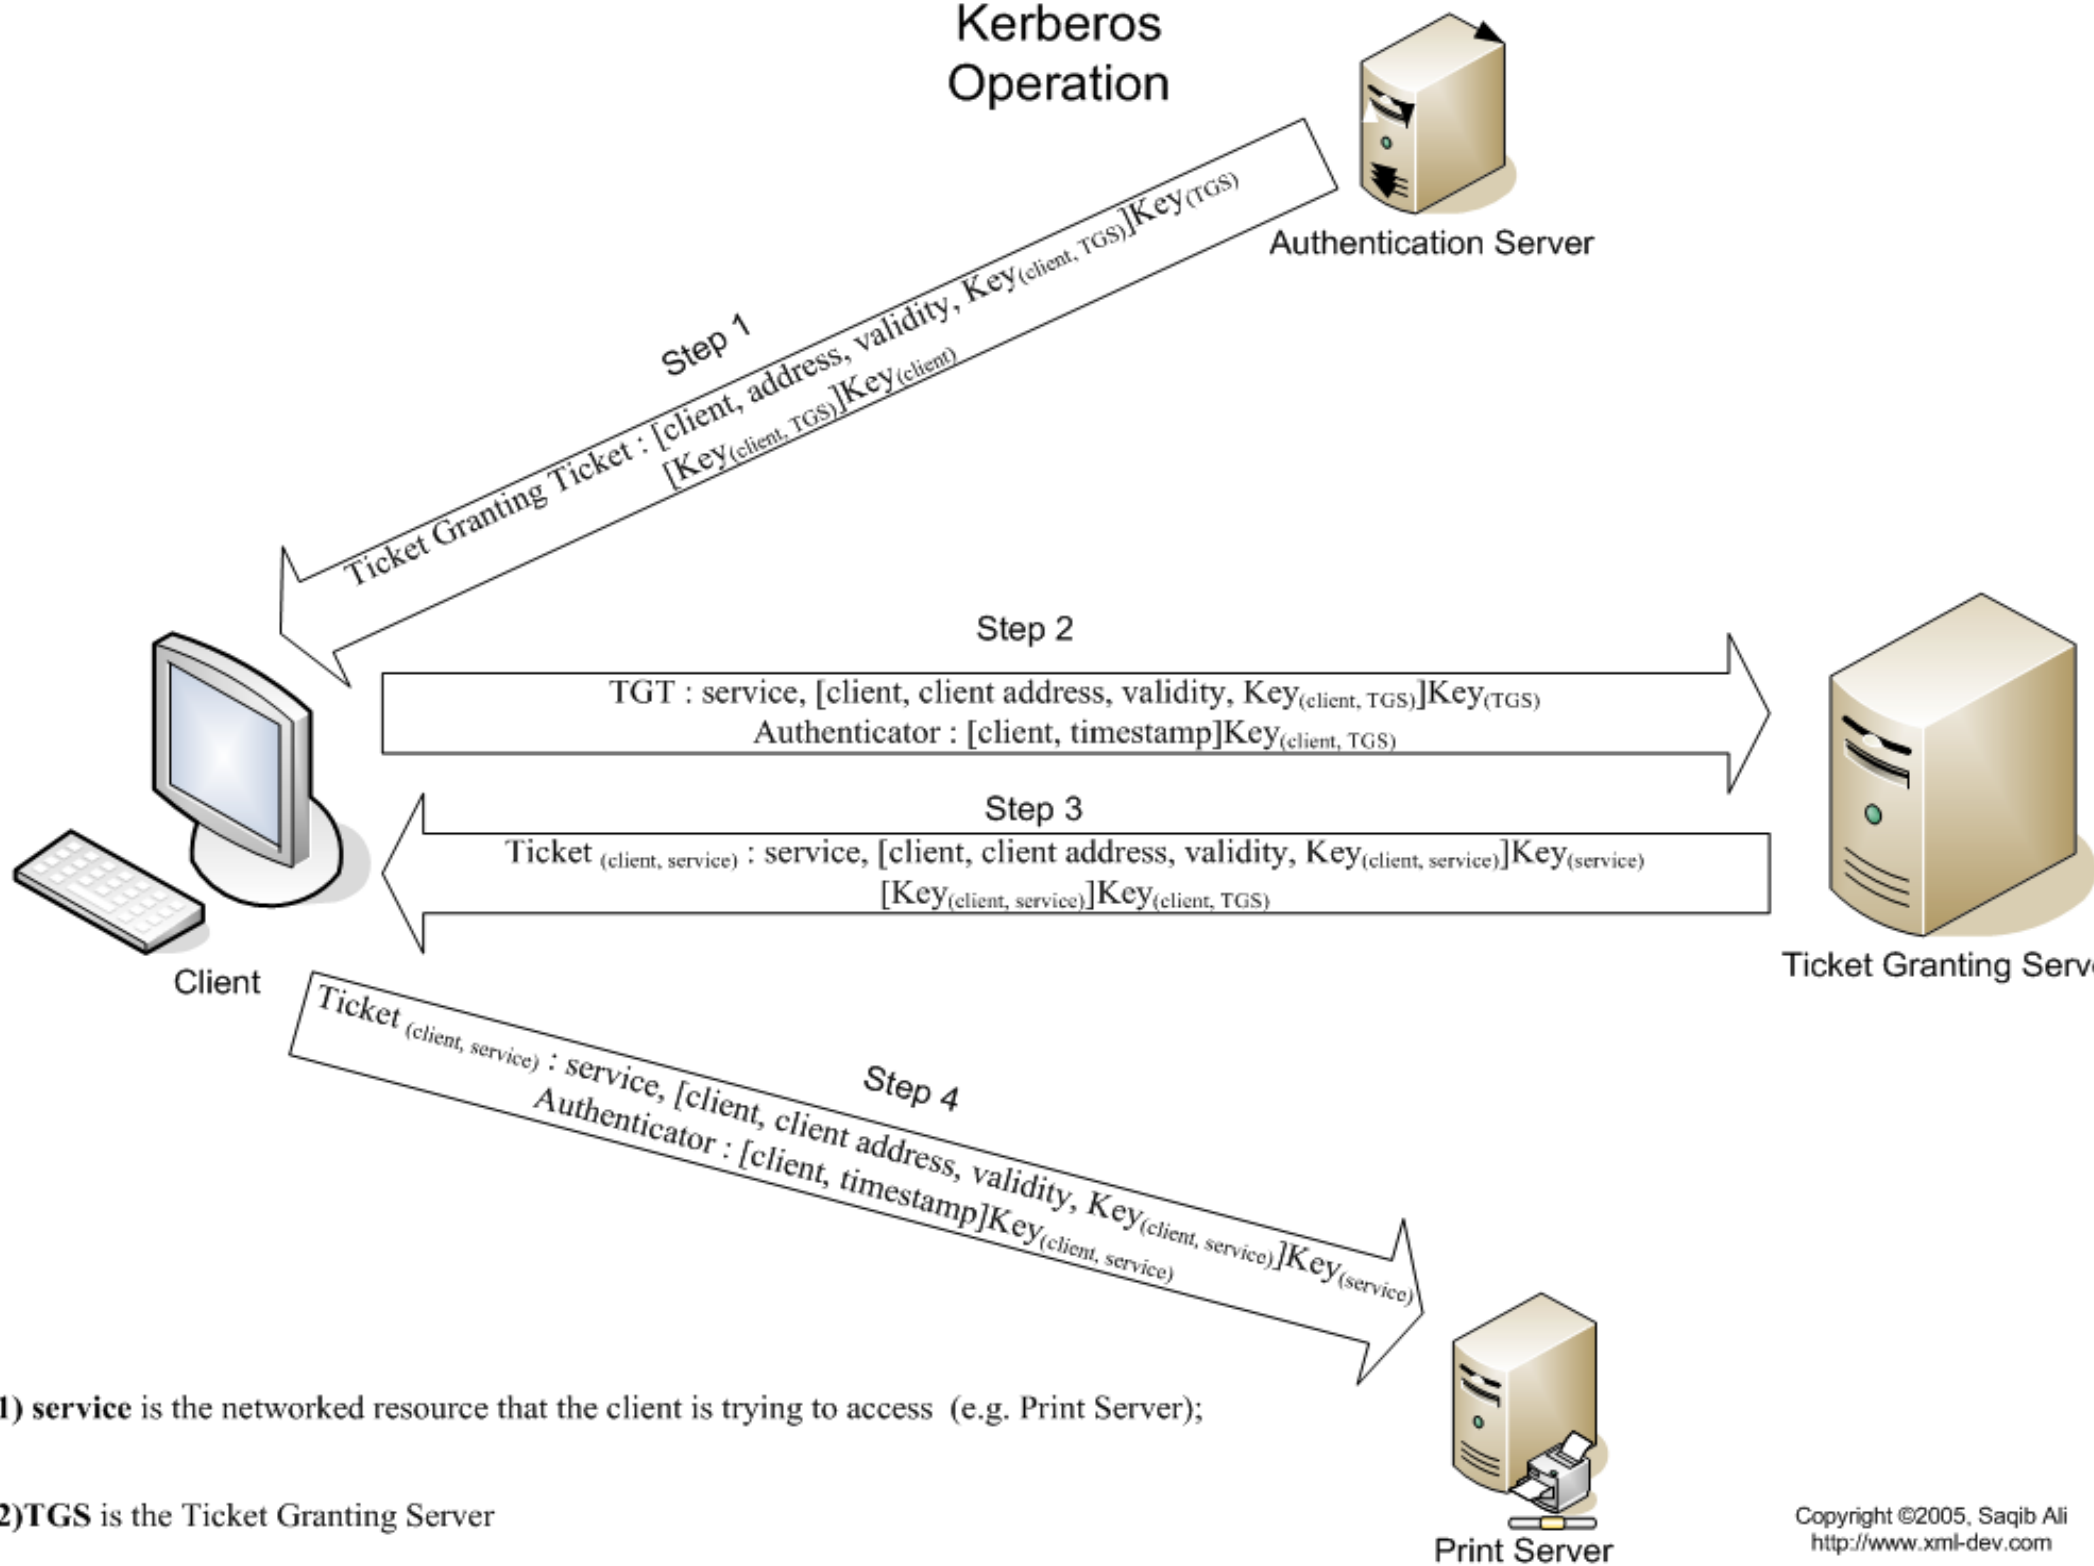 Kerberos
Operation
Authentication Server
Step 1
Ticket Granting Ticket : [client, address, validity, Key(client, TGS)]Key(TGS)
[Key(client, TGS)]Key(client)
Step 2
TGT : service, [client, client address, validity, Key(client, TGS)]Key(TGS)
Authenticator : [client, timestamp]Key(client, TGS)
Step 3
Ticket (client, service) : service, [client, client address, validity, Key(client, service)]Key(service)
[Key(client, service)]Key(client, TGS)
Client
Ticket Granting Serve
Step 4
Ticket (client, service) : service, [client, client address, validity, Key(client, service)]Key(service)
Authenticator : [client, timestamp]Key(client, service)
1) service is the networked resource that the client is trying to access (e.g. Print Server);
2)TGS is the Ticket Granting Server
Print Server
Copyright ©2005, Saqib Ali
http://www.xml-dev.com